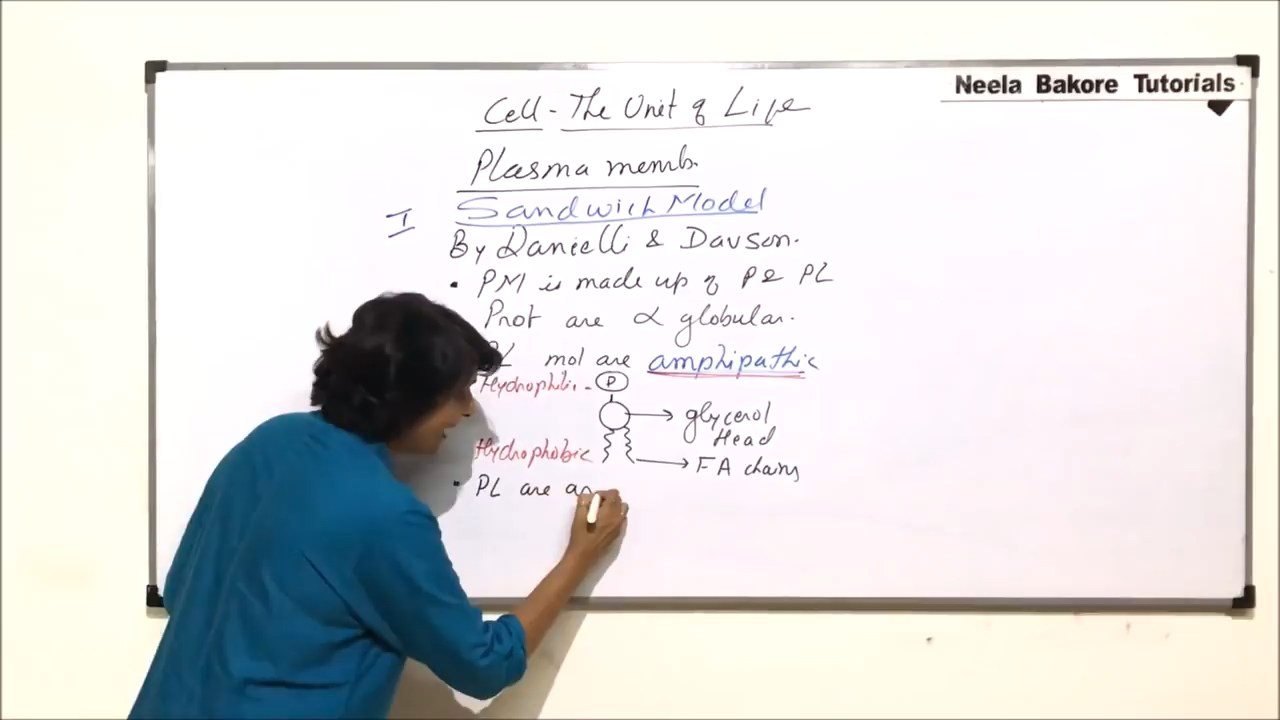 Neela Bakore Tutorials
Cell - The Unit of Life
Plasma memb.
I Sandwich Model
By Danielli & Davson.
• PM is made up of P & PL
Prot are α globular.
PL mol are amphipathic
Hydrophilic - P
glycerol
Head
Hydrophobic
FA chains
• PL are